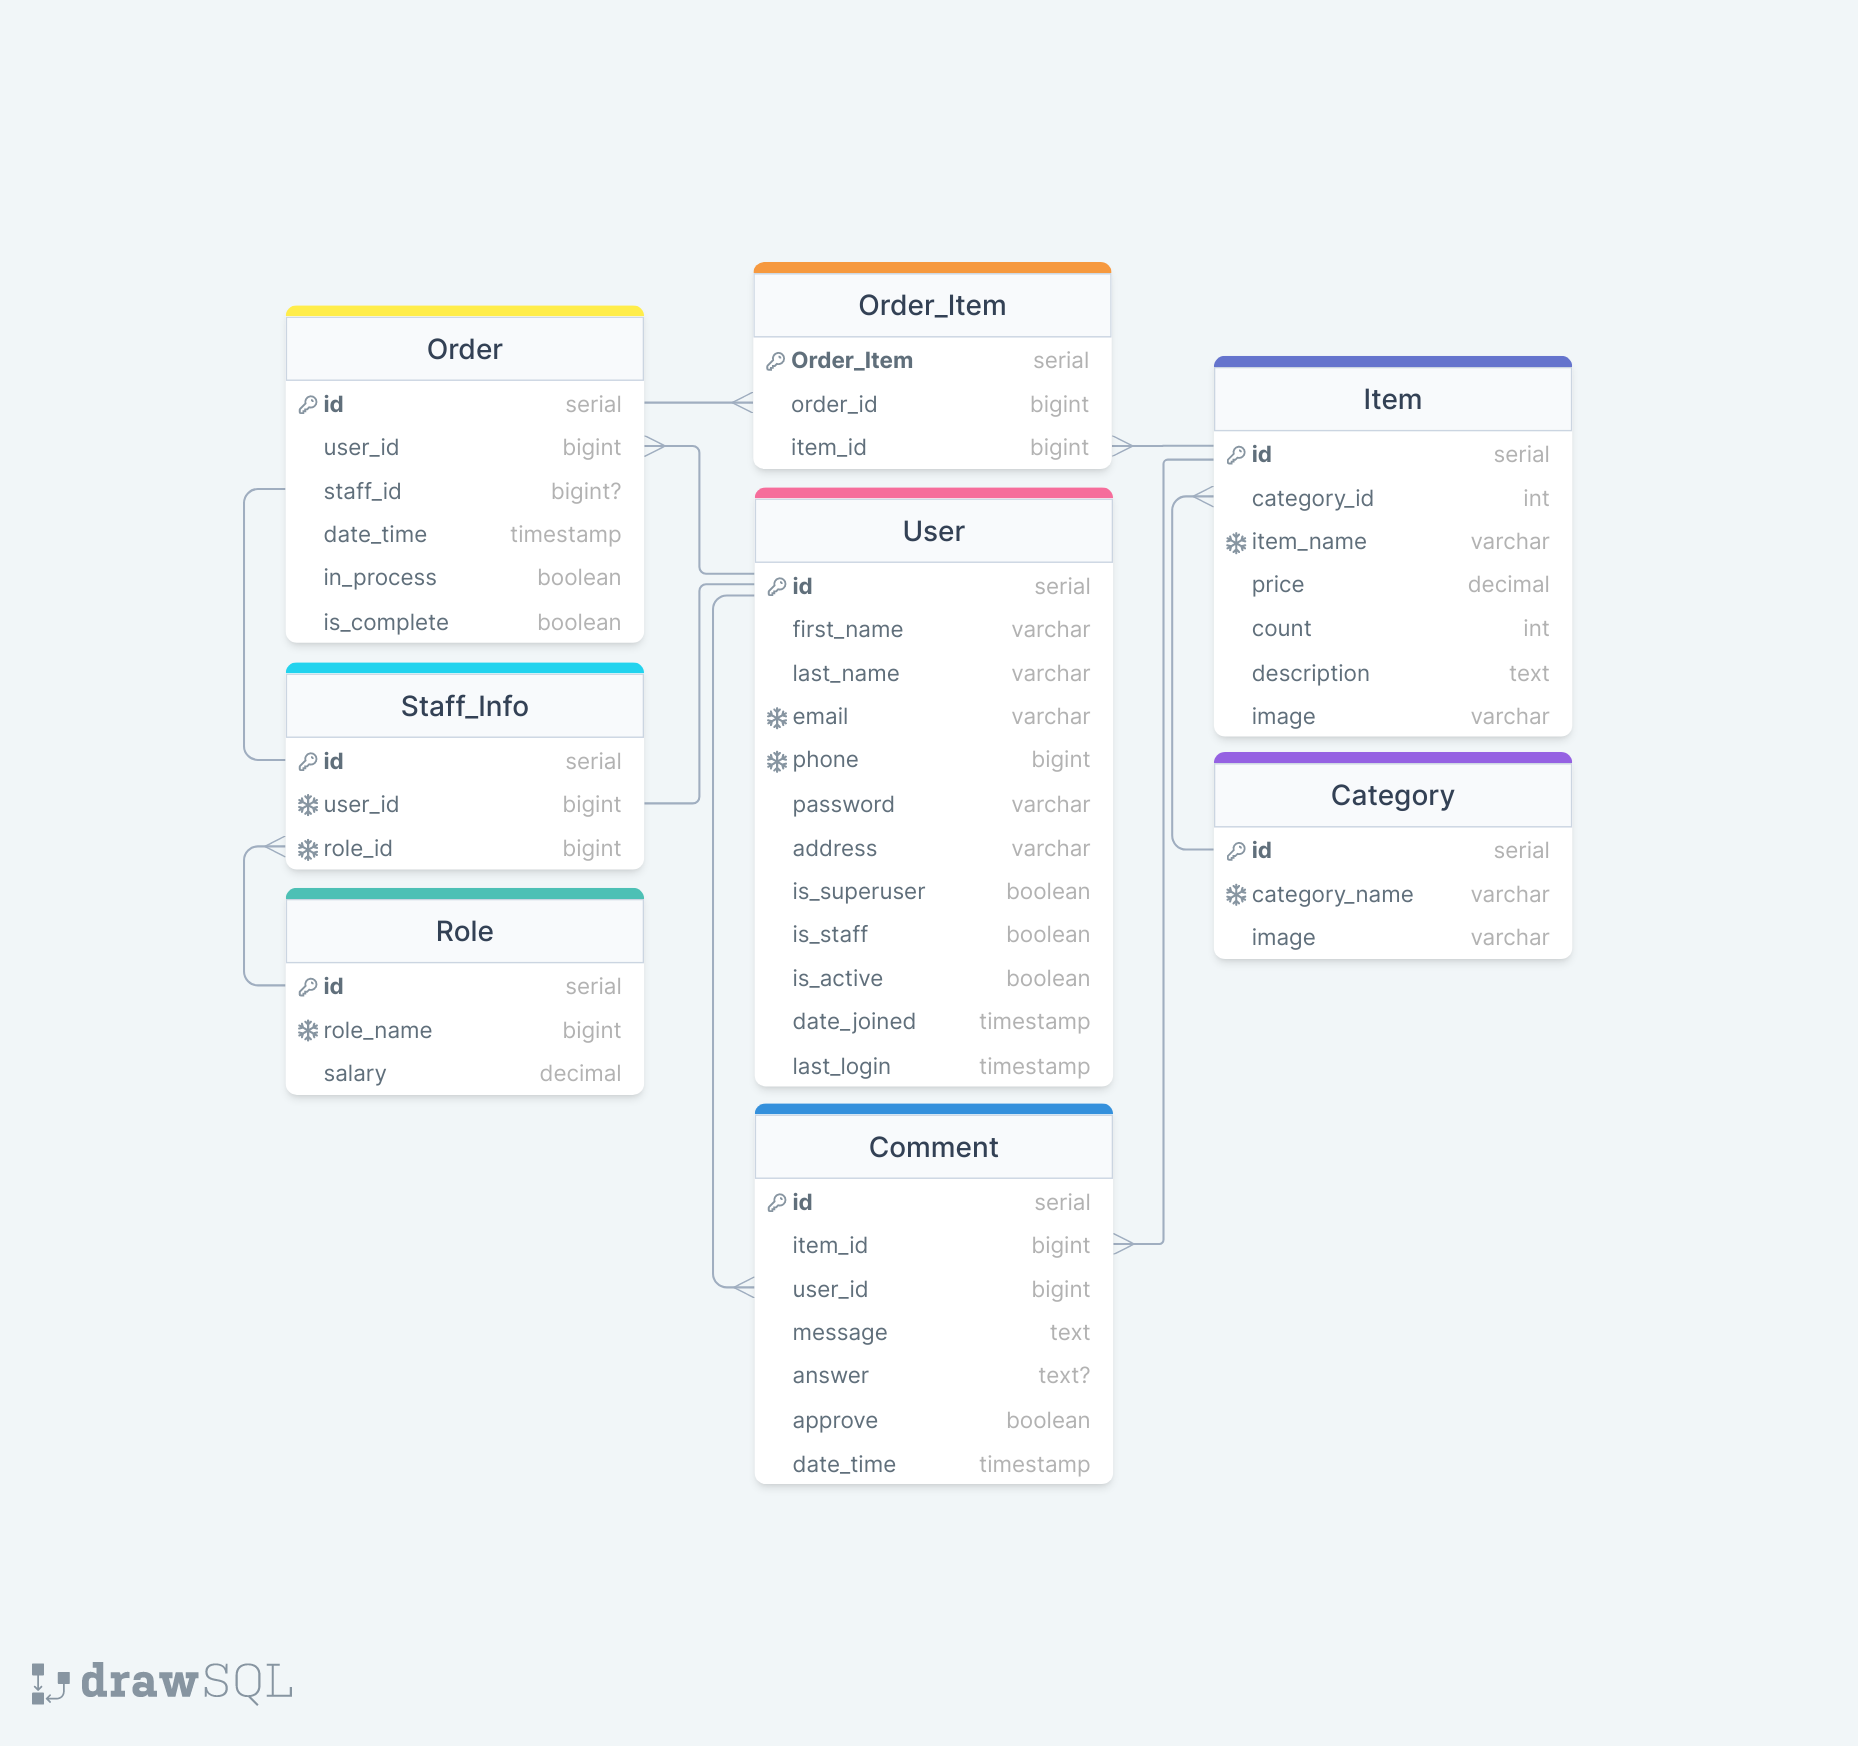 Order
id serial
user_id bigint
staff_id bigint?
date_time timestamp
in_process boolean
is_complete boolean
Staff_Info
id serial
user_id bigint
role_id bigint
Role
id serial
role_name bigint
salary decimal
Order_Item
Order_Item serial
order_id bigint
item_id bigint
User
id serial
first_name varchar
last_name varchar
email varchar
phone bigint
password varchar
address varchar
is_superuser boolean
is_staff boolean
is_active boolean
date_joined timestamp
last_login timestamp
Comment
id serial
item_id bigint
user_id bigint
message text
answer text?
approve boolean
date_time timestamp
Item
id serial
category_id int
item_name varchar
price decimal
count int
description text
image varchar
Category
id serial
category_name varchar
image varchar
drawSQL